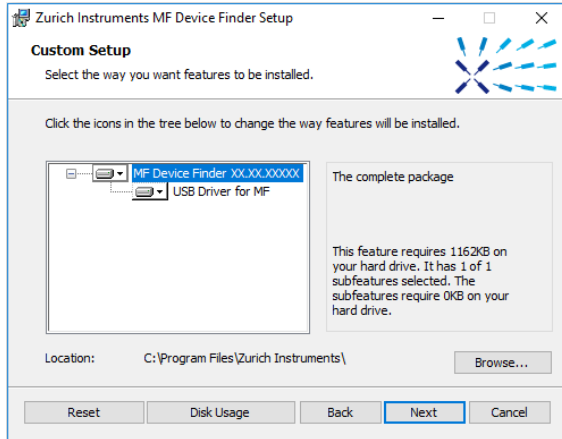 Zurich Instruments MF Device Finder Setup
Custom Setup
Select the way you want features to be installed.
Click the icons in the tree below to change the way features will be installed.
MF Device Finder XX.XX.XXXXX
USB Driver for MF
The complete package
This feature requires 1162KB on
your hard drive. It has 1 of 1
subfeatures selected. The
subfeatures require 0KB on your
hard drive.
Location: C:\Program Files\Zurich Instruments\
Browse...
Reset Disk Usage Back Next Cancel